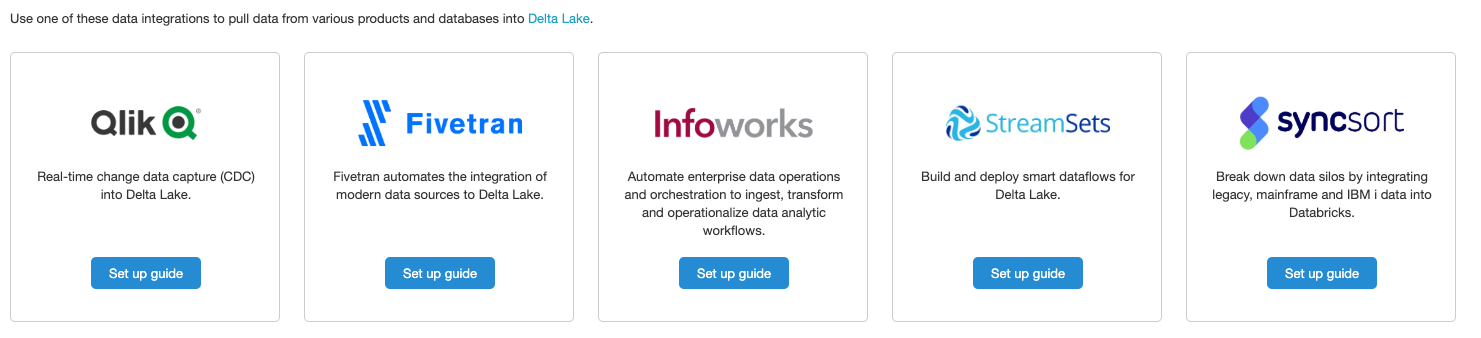 Use one of these data integrations to pull data from various products and databases into Delta Lake.
Qlik
Real-time change data capture (CDC)
into Delta Lake.
Set up guide
Fivetran
Fivetran automates the integration of
modern data sources to Delta Lake.
Set up guide
Infoworks
Automate enterprise data operations
and orchestration to ingest, transform
and operationalize data analytic
workflows.
Set up guide
StreamSets
Build and deploy smart dataflows for
Delta Lake.
Set up guide
syncsort
Break down data silos by integrating
legacy, mainframe and IBM i data into
Databricks.
Set up guide